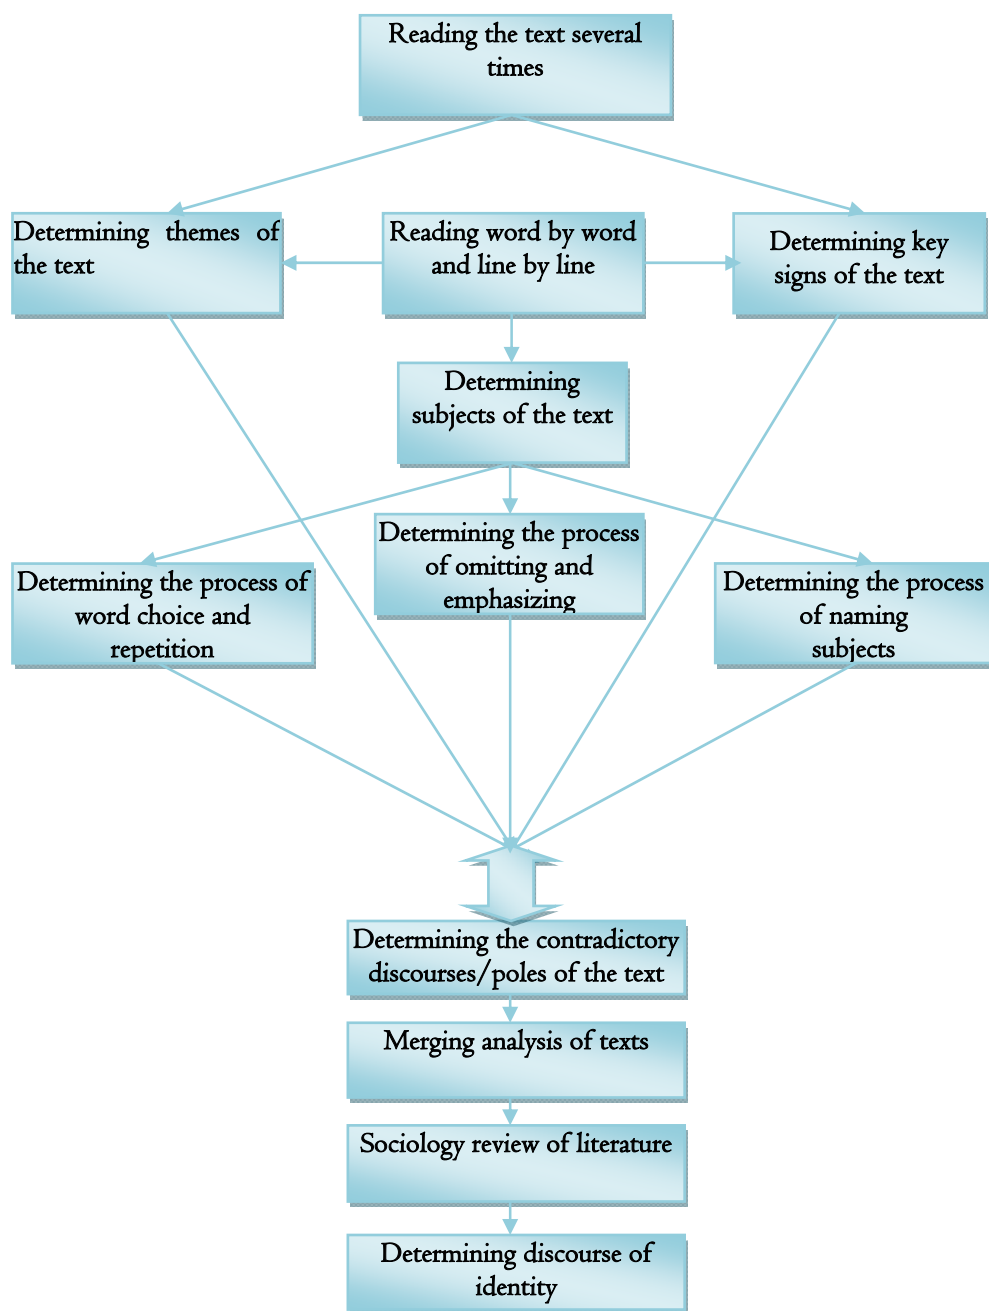 Reading the text several
times
Determining themes of
the text
Reading word by word
and line by line
Determining key
signs of the text
Determining
subjects of the text
Determining the process of
word choice and
repetition
Determining the process
of omitting and
emphasizing
Determining the process
of naming
subjects
Determining the contradictory
discourses/poles of the text
Merging analysis of texts
Sociology review of literature
Determining discourse of
identity